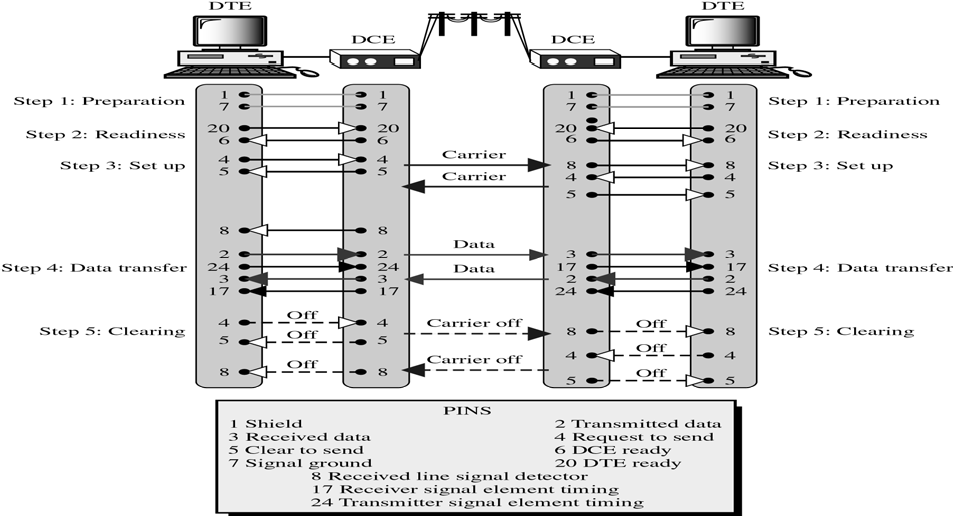 DTE DTE
DCE DCE
Step 1: Preparation 1 1 1 1 Step 1: Preparation
7 7 7 7
Step 2: Readiness 20 20 20 20 Step 2: Readiness
6 6 6 6
Step 3: Set up 4 4 Carrier 8 8 Step 3: Set up
5 5 Carrier 4 4
5 5
8 8
2 2 Data 3 3
Step 4: Data transfer 24 24 17 17 Step 4: Data transfer
3 3 Data 2 2
17 17 24 24
4 Off 4 Carrier off
Step 5: Clearing 5 Off 5 8 Off 8 Step 5: Clearing
8 Off 8 Carrier off 4 Off 4
5 Off 5
PINS
1 Shield 2 Transmitted data
3 Received data 4 Request to send
5 Clear to send 6 DCE ready
7 Signal ground 20 DTE ready
8 Received line signal detector
17 Receiver signal element timing
24 Transmitter signal element timing